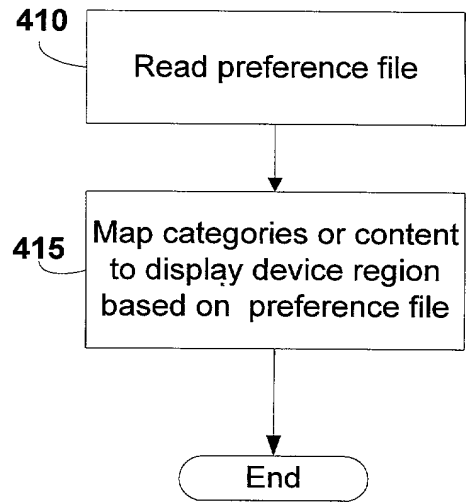 410
Read preference file
415
Map categories or content
to display device region
based on preference file
End